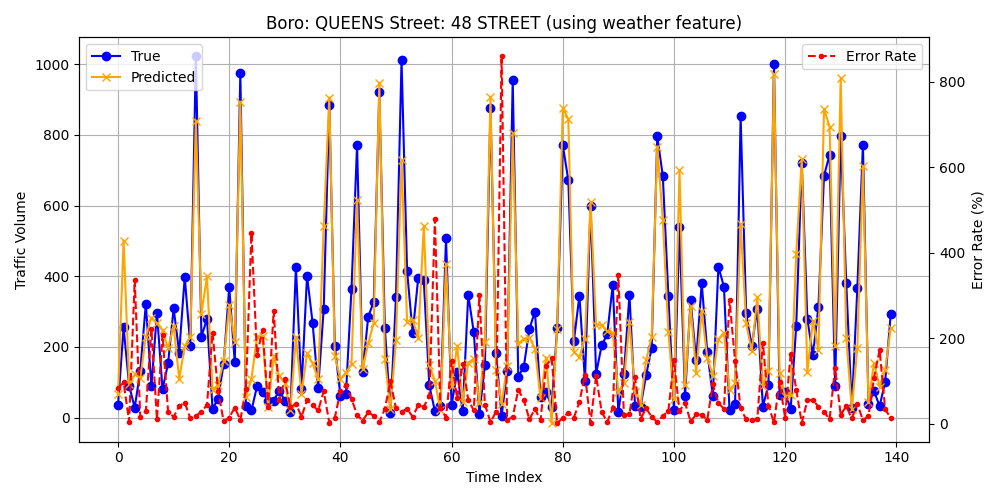 Boro: QUEENS Street: 48 STREET (using weather feature)
True
Predicted
Error Rate
Traffic Volume
1000
800
600
400
200
0
800
600
400
200
0
Error Rate (%)
0 20 40 60 80 100 120 140
Time Index